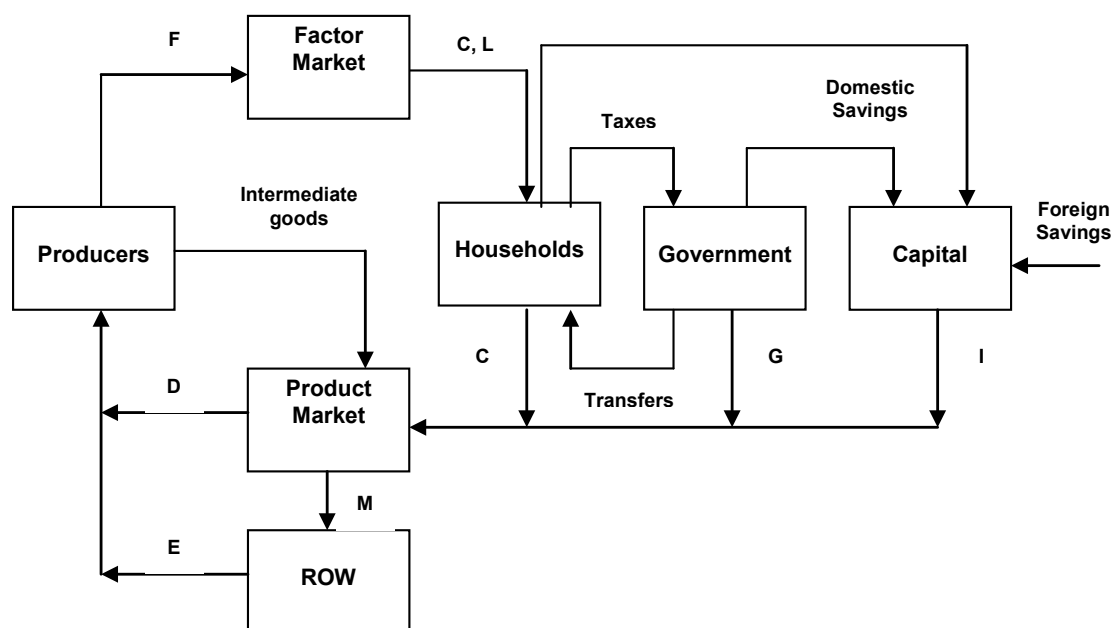 F
Factor
Market
C, L
Domestic
Savings
Taxes
Intermediate
goods
Foreign
Savings
Producers
Households
Government
Capital
C
G
I
D
Product
Market
Transfers
M
E
ROW